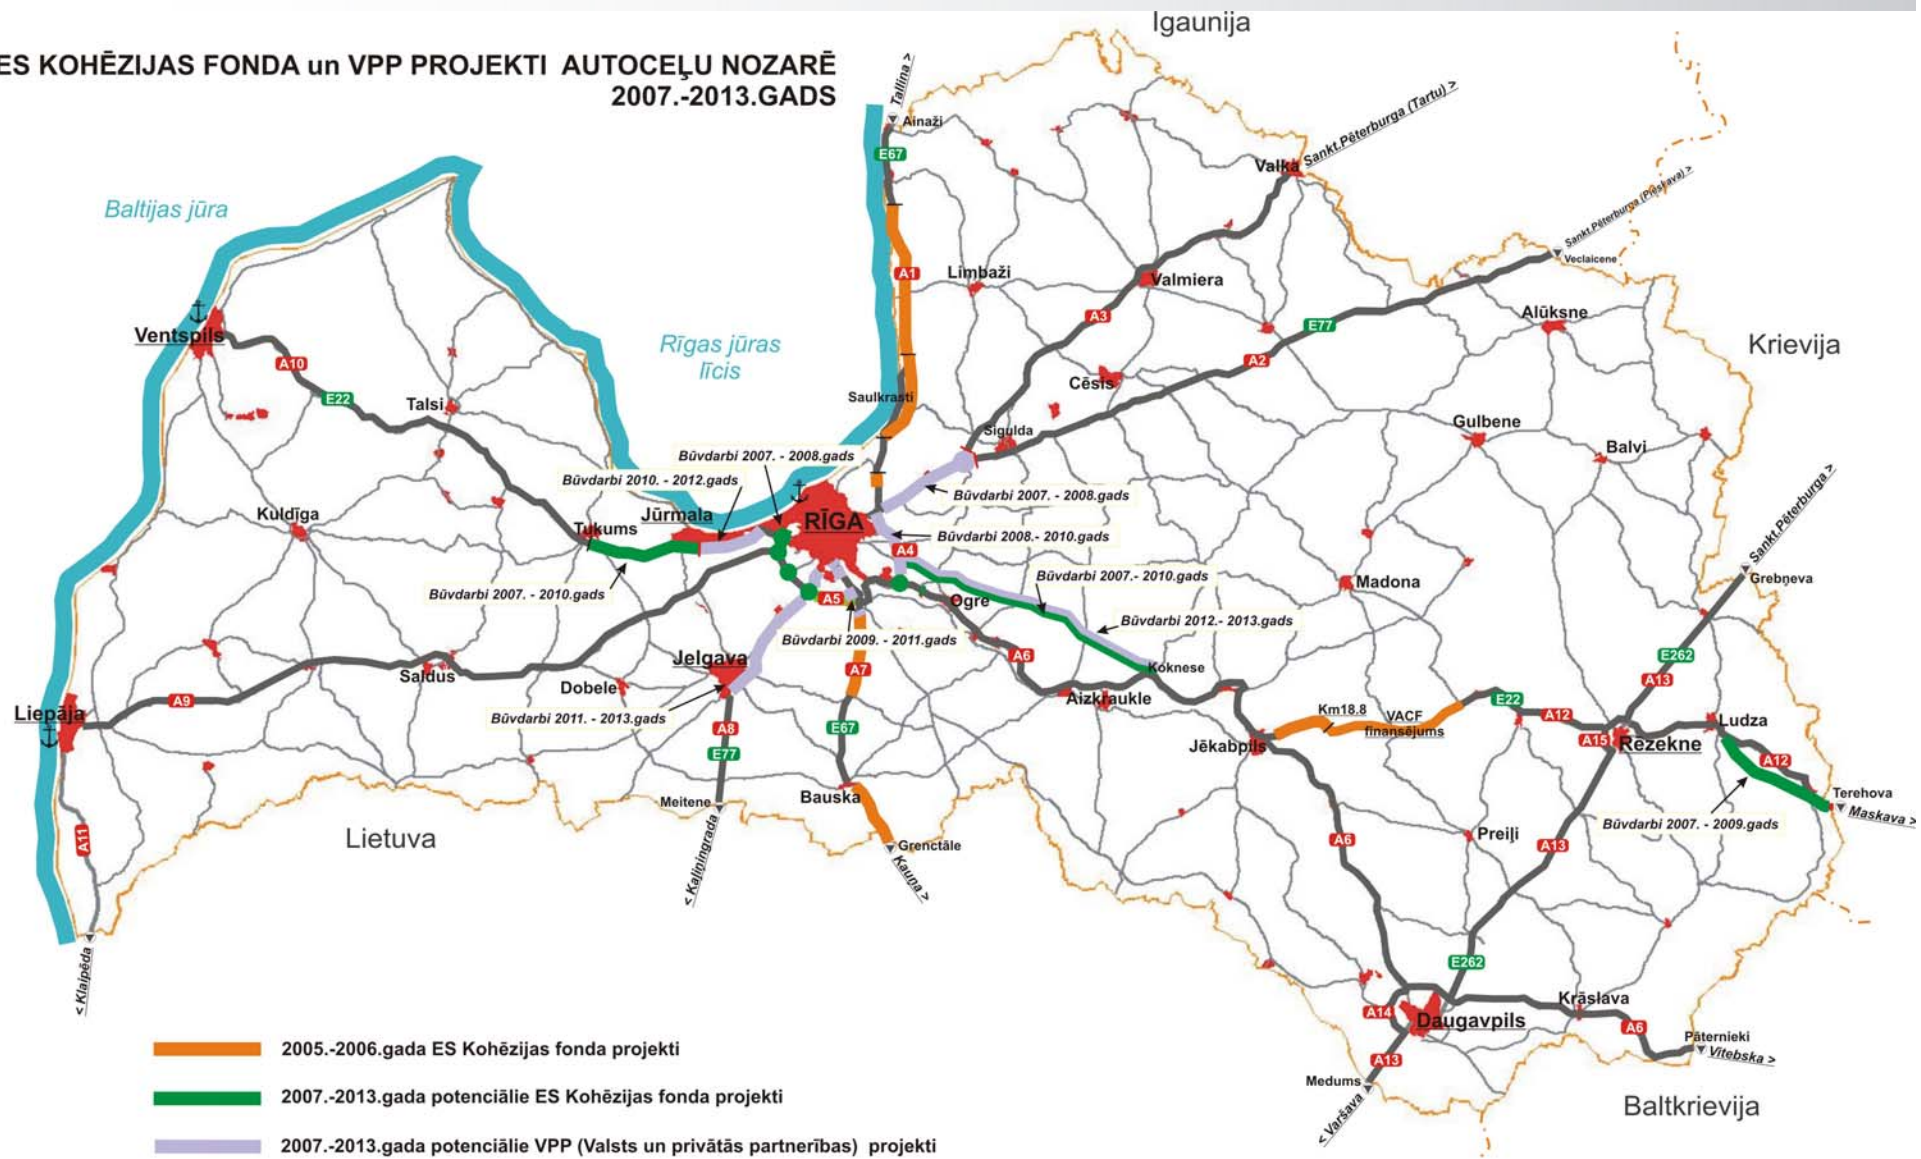 Igaunija
ES KOHĒZIJAS FONDA un VPP PROJEKTI AUTOCEĻU NOZARĒ
2007.-2013.GADS
Tallina >
Ainaži
E67
Sankt.Pēterburga (Tartu) >
Valka
Sankt.Pēterburga (Pleskava) >
Veclaicene
Baltijas jūra
Rīgas jūras
līcis
A1
Limbaži
Valmiera
A3
E77
Alūksne
Krievija
Ventspils
A10
E22
Talsi
A2
Cēsis
Saulkrasti
Sigulda
Gulbene
Balvi
Būvdarbi 2007. - 2008.gads
Būvdarbi 2010. - 2012.gads
Būvdarbi 2007. - 2008.gads
Sankt.Pēterburga >
Kuldīga
Jūrmala
Tukums
RĪGA
Būvdarbi 2008.- 2010.gads
A4
Būvdarbi 2007.- 2010.gads
Grebņeva
Madona
Būvdarbi 2007. - 2010.gads
A5
Ogre
Būvdarbi 2012.- 2013.gads
Būvdarbi 2009. - 2011.gads
Jelgava
A7
A6
Koknese
E262
A13
Saldus
Dobele
Aizkraukle
A9
Liepāja
Būvdarbi 2011. - 2013.gads
A8
E67
E77
Km18.8
VACF
finansējums
E22
A12
Ludza
Jēkabpils
A15
Rēzekne
A12
Bauska
Meitene
Terehova
Maskava >
Būvdarbi 2007. - 2009.gads
A11
Lietuva
Grenctāle
< Kaļiningrada
Kauņa >
A6
Preiļi
A13
< Klaipēda
E262
A14
Daugavpils
Krāslava
A6
Pāternieki
Vitebska >
A13
Medums
< Varšava
Baltkrievija
2005.-2006.gada ES Kohēzijas fonda projekti
2007.-2013.gada potenciālie ES Kohēzijas fonda projekti
2007.-2013.gada potenciālie VPP (Valsts un privātās partnerības) projekti